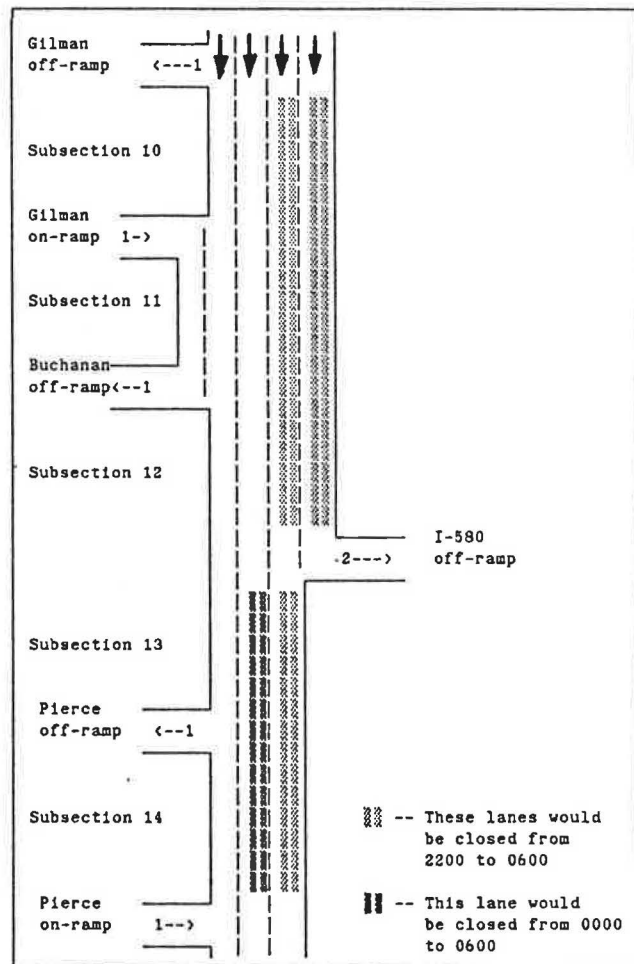 Gilman
off-ramp <---1
Subsection 10
Gilman
on-ramp 1->
Subsection 11
Buchanan
off-ramp<--1
Subsection 12
I-580
.2---> off-ramp
Subsection 13
Pierce
off-ramp <--1
Subsection 14
-- These lanes would
be closed from
2200 to 0600
Pierce
on-ramp 1-->
-- This lane would
be closed from 0000
to 0600